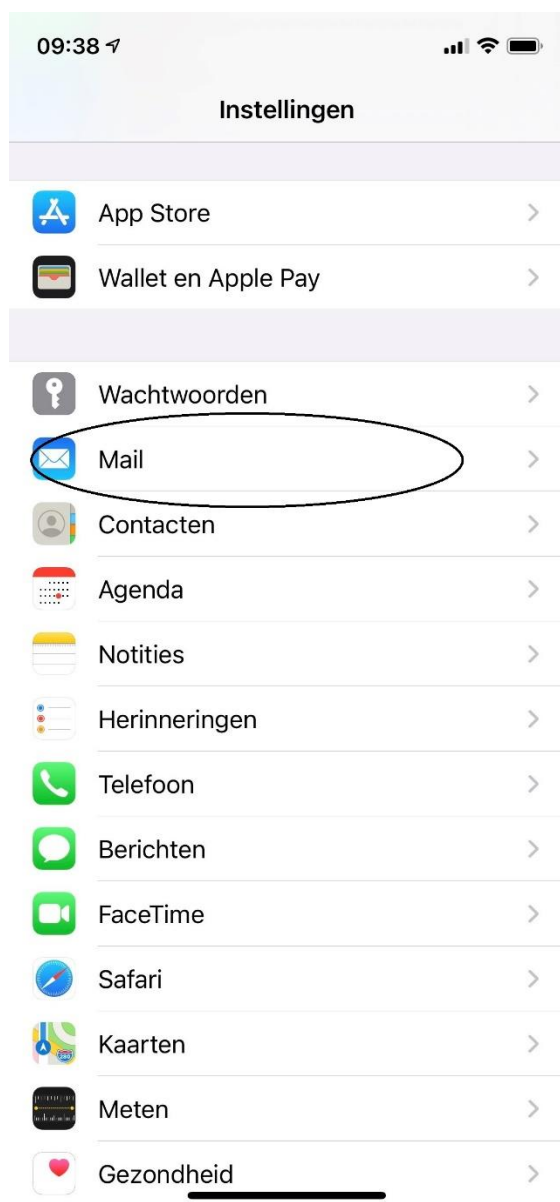 09:38
Instellingen
App Store
Wallet en Apple Pay
Wachtwoorden
Mail
Contacten
Agenda
Notities
Herinneringen
Telefoon
Berichten
FaceTime
Safari
Kaarten
Meten
Gezondheid